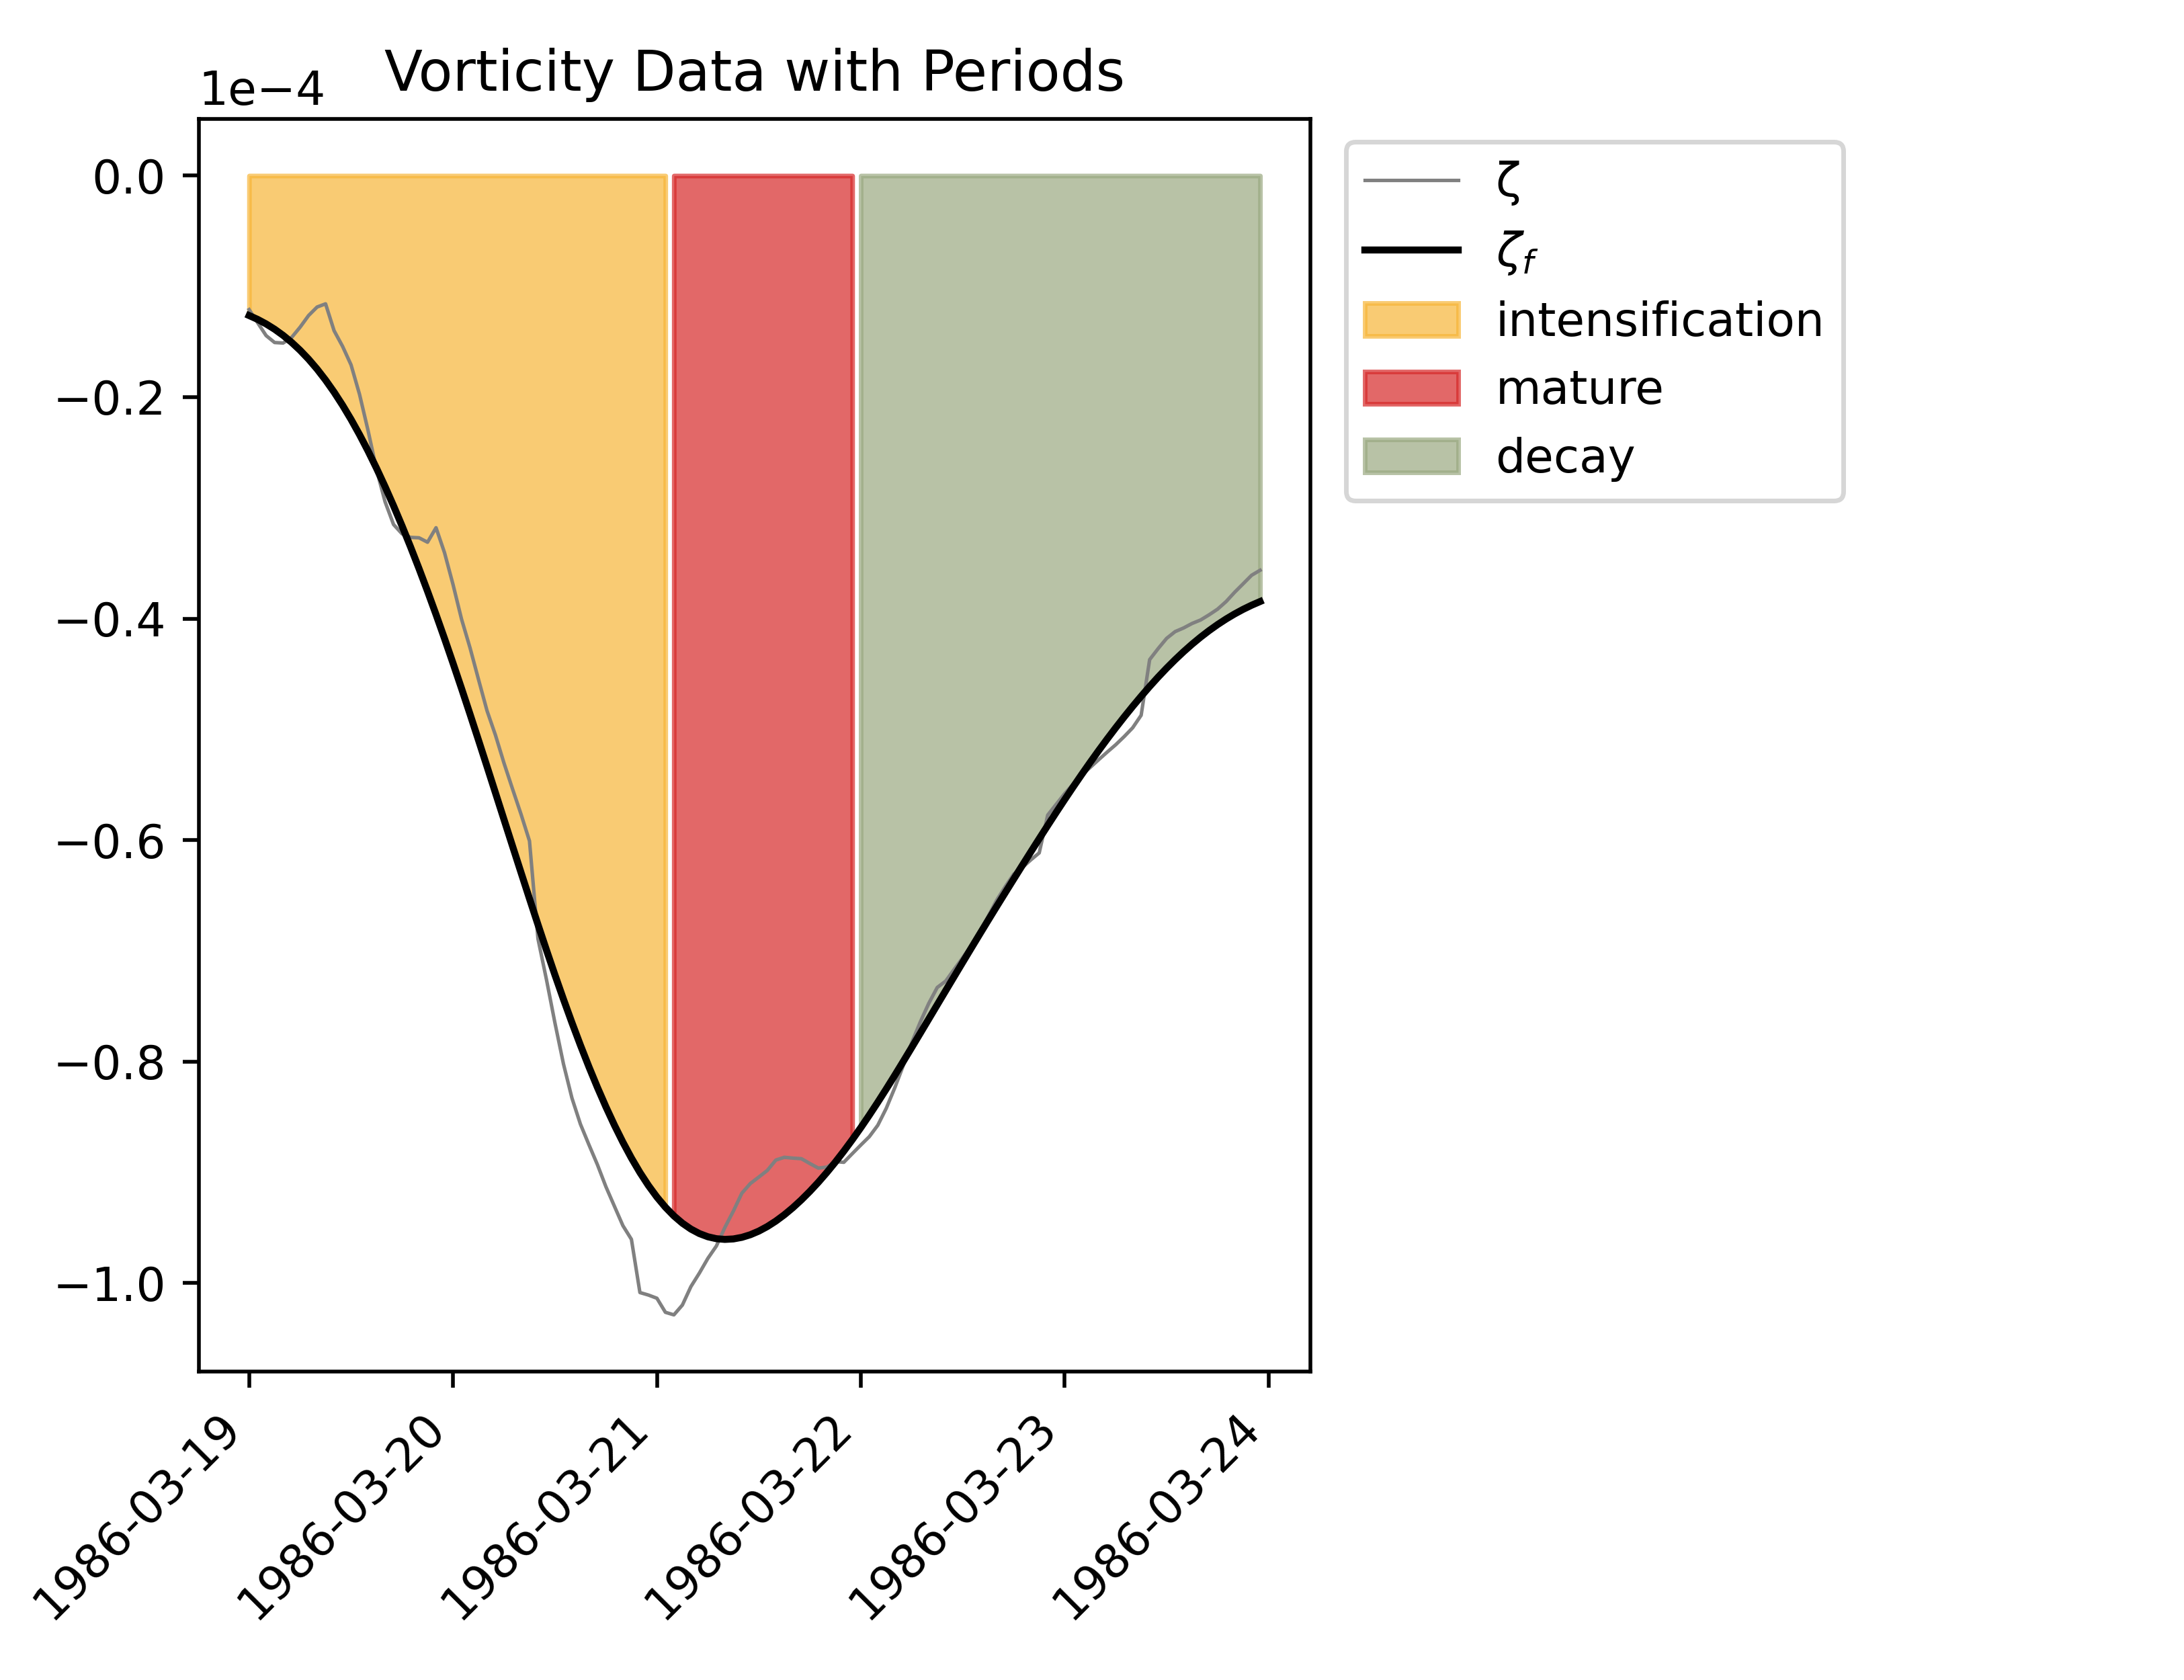 Vorticity Data with Periods
1e−4
0.0
−0.2
−0.4
−0.6
−0.8
−1.0
1986-03-19
1986-03-20
1986-03-21
1986-03-22
1986-03-23
1986-03-24
ζ
ζf
intensification
mature
decay